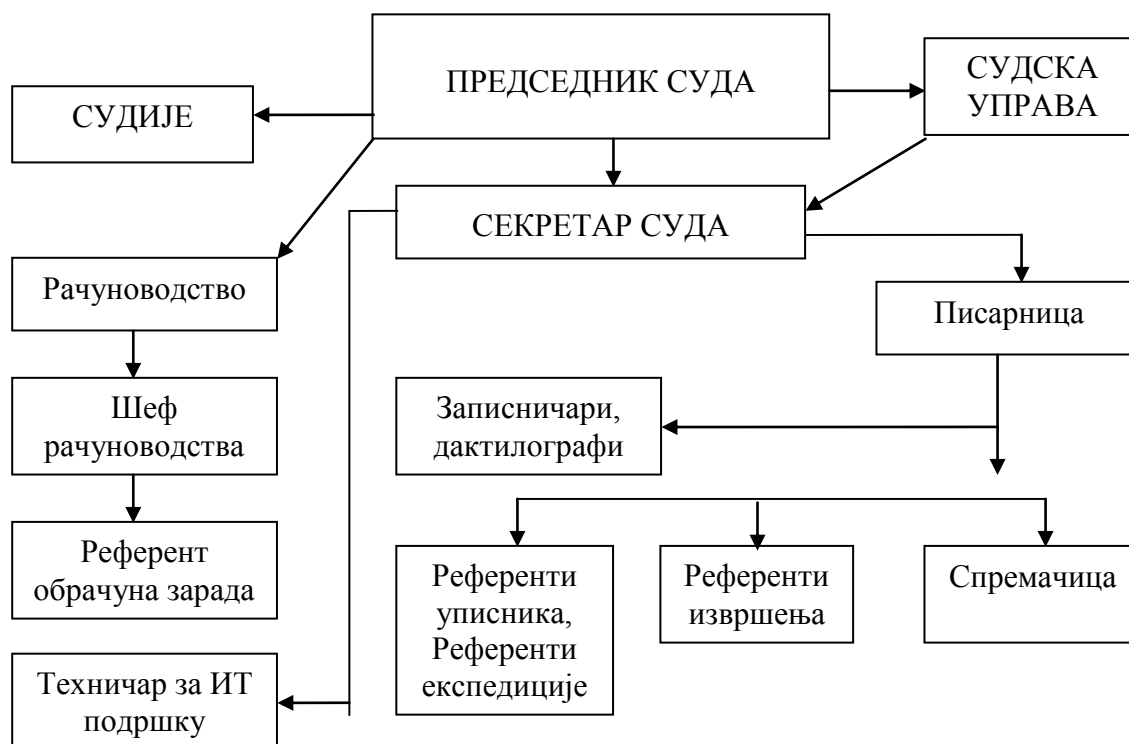 ПРЕДСЕДНИК СУДА
СУДСКА
УПРАВА
СУДИЈЕ
СЕКРЕТАР СУДА
Рачуноводство
Писарница
Шеф
рачуноводства
Записничари,
дактилографи
Референт
обрачуна зарада
Референти
уписника,
Референти
експедиције
Референти
извршења
Спремачица
Техничар за ИТ
подршку